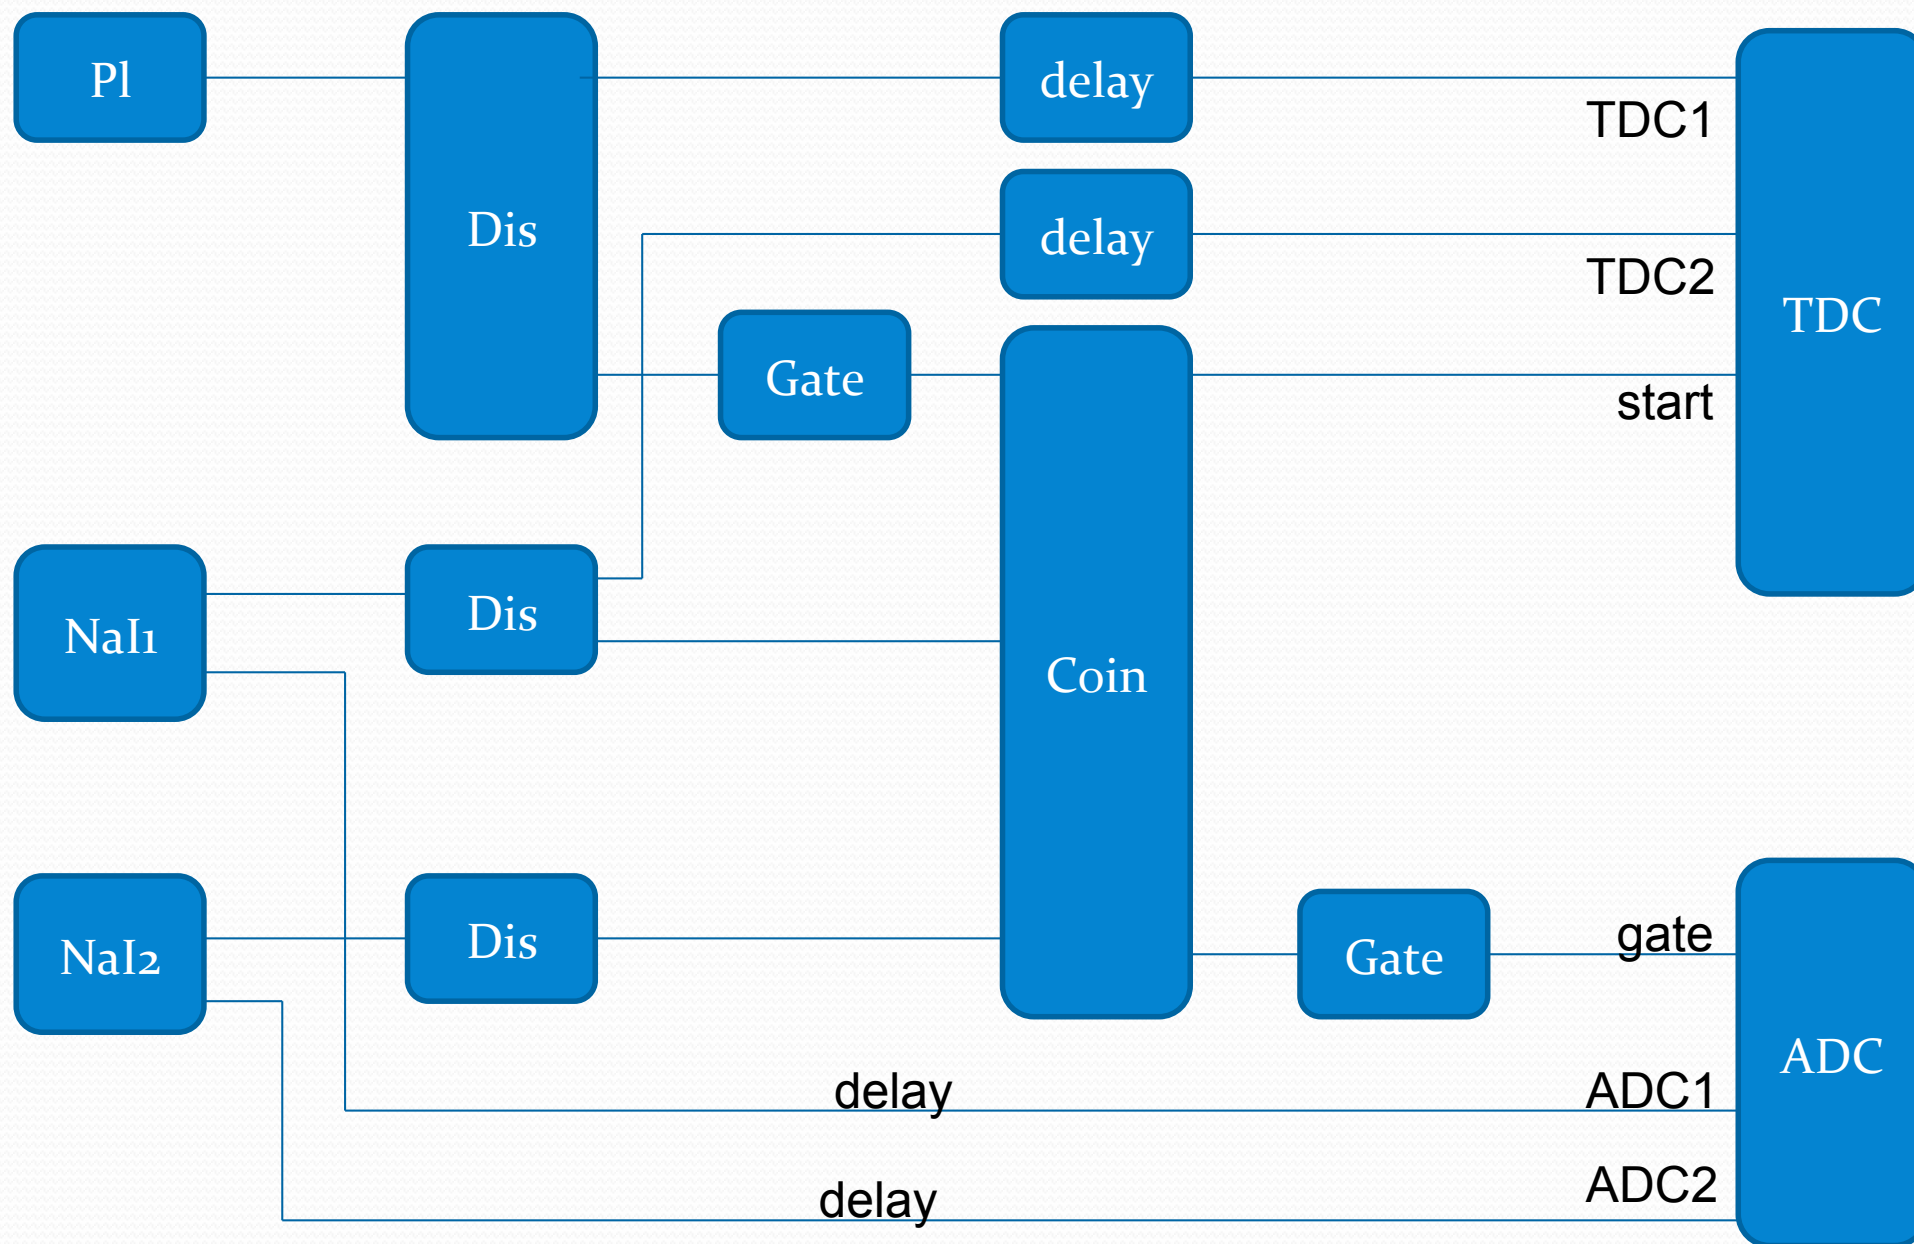 Pl
Dis
delay
TDC1
delay
TDC2
TDC
Gate
start
NaI1
Dis
Coin
NaI2
Dis
Gate
gate
ADC
delay
ADC1
delay
ADC2